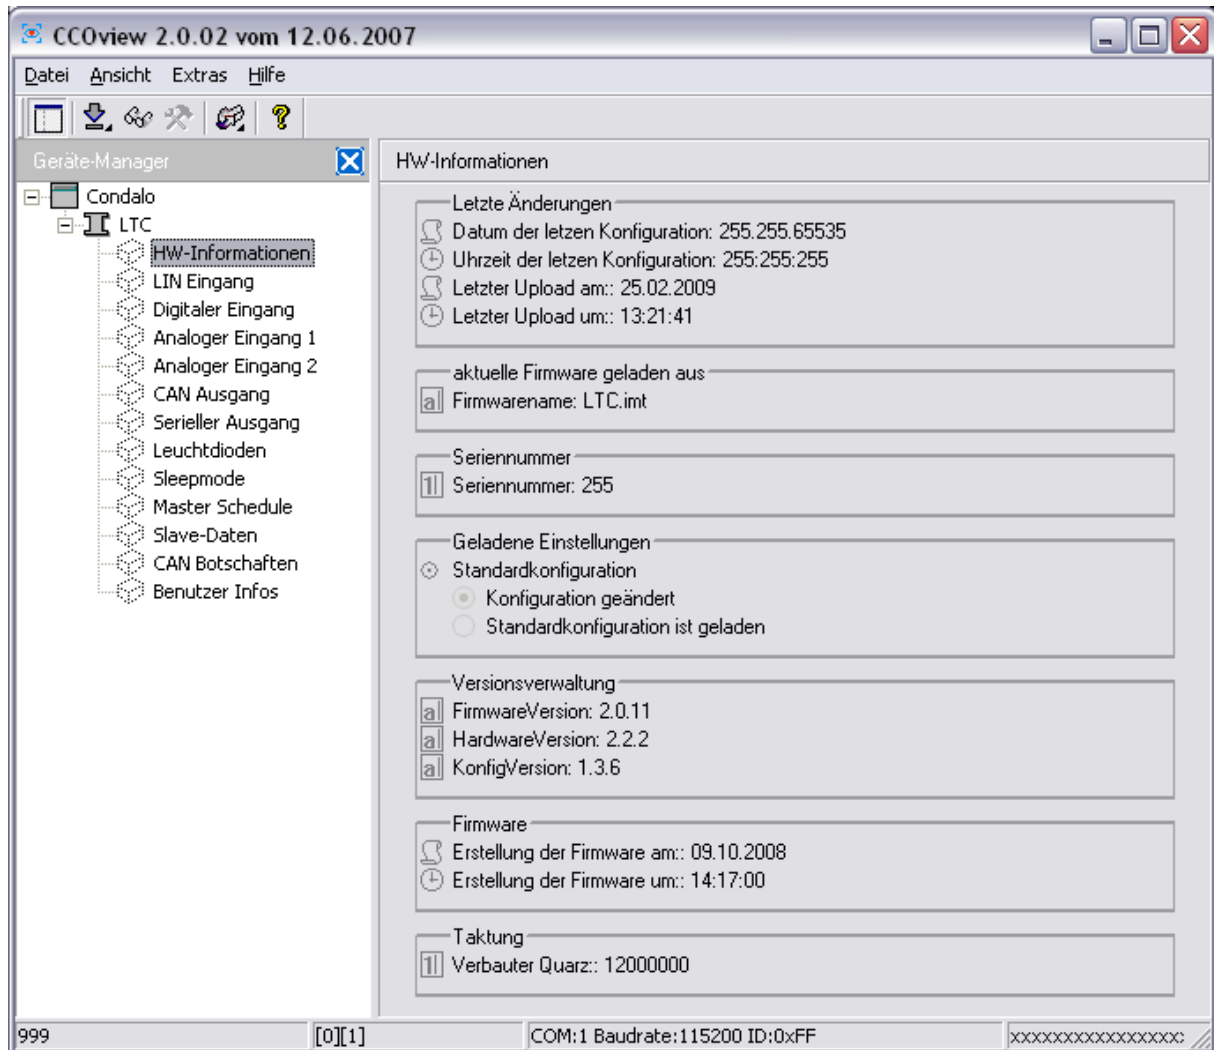 CCOview 2.0.02 vom 12.06.2007
Datei Ansicht Extras Hilfe
Geräte-Manager
Condalo
LTC
HW-Informationen
LIN Eingang
Digitaler Eingang
Analoger Eingang 1
Analoger Eingang 2
CAN Ausgang
Serieller Ausgang
Leuchtdioden
Sleepmode
Master Schedule
Slave-Daten
CAN Botschaften
Benutzer Infos
HW-Informationen
Letzte Änderungen
Datum der letzen Konfiguration: 255.255.65535
Uhrzeit der letzen Konfiguration: 255:255:255
Letzter Upload am:: 25.02.2009
Letzter Upload um:: 13:21:41
aktuelle Firmware geladen aus
Firmwarename: LTC.imt
Seriennummer
Seriennummer: 255
Geladene Einstellungen
Standardkonfiguration
Konfiguration geändert
Standardkonfiguration ist geladen
Versionsverwaltung
FirmwareVersion: 2.0.11
HardwareVersion: 2.2.2
KonfigVersion: 1.3.6
Firmware
Erstellung der Firmware am:: 09.10.2008
Erstellung der Firmware um:: 14:17:00
Taktung
Verbauter Quarz:: 12000000
999 [0][1] COM:1 Baudrate:115200 ID:0xFF xxxxxxxxxxxxxxxx